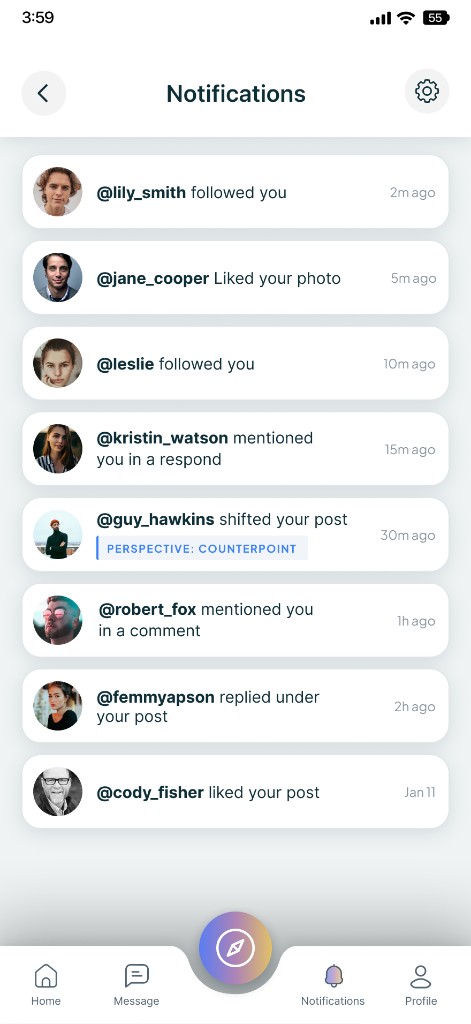 3:59
55
Notifications
@lily_smith followed you
2m ago
@jane_cooper Liked your photo
5m ago
@leslie followed you
10m ago
@kristin_watson mentioned
you in a respond
15m ago
@guy_hawkins shifted your post
PERSPECTIVE: COUNTERPOINT
30m ago
@robert_fox mentioned you
in a comment
1h ago
@femmyapson replied under
your post
2h ago
@cody_fisher liked your post
Jan 11
Home
Message
Notifications
Profile